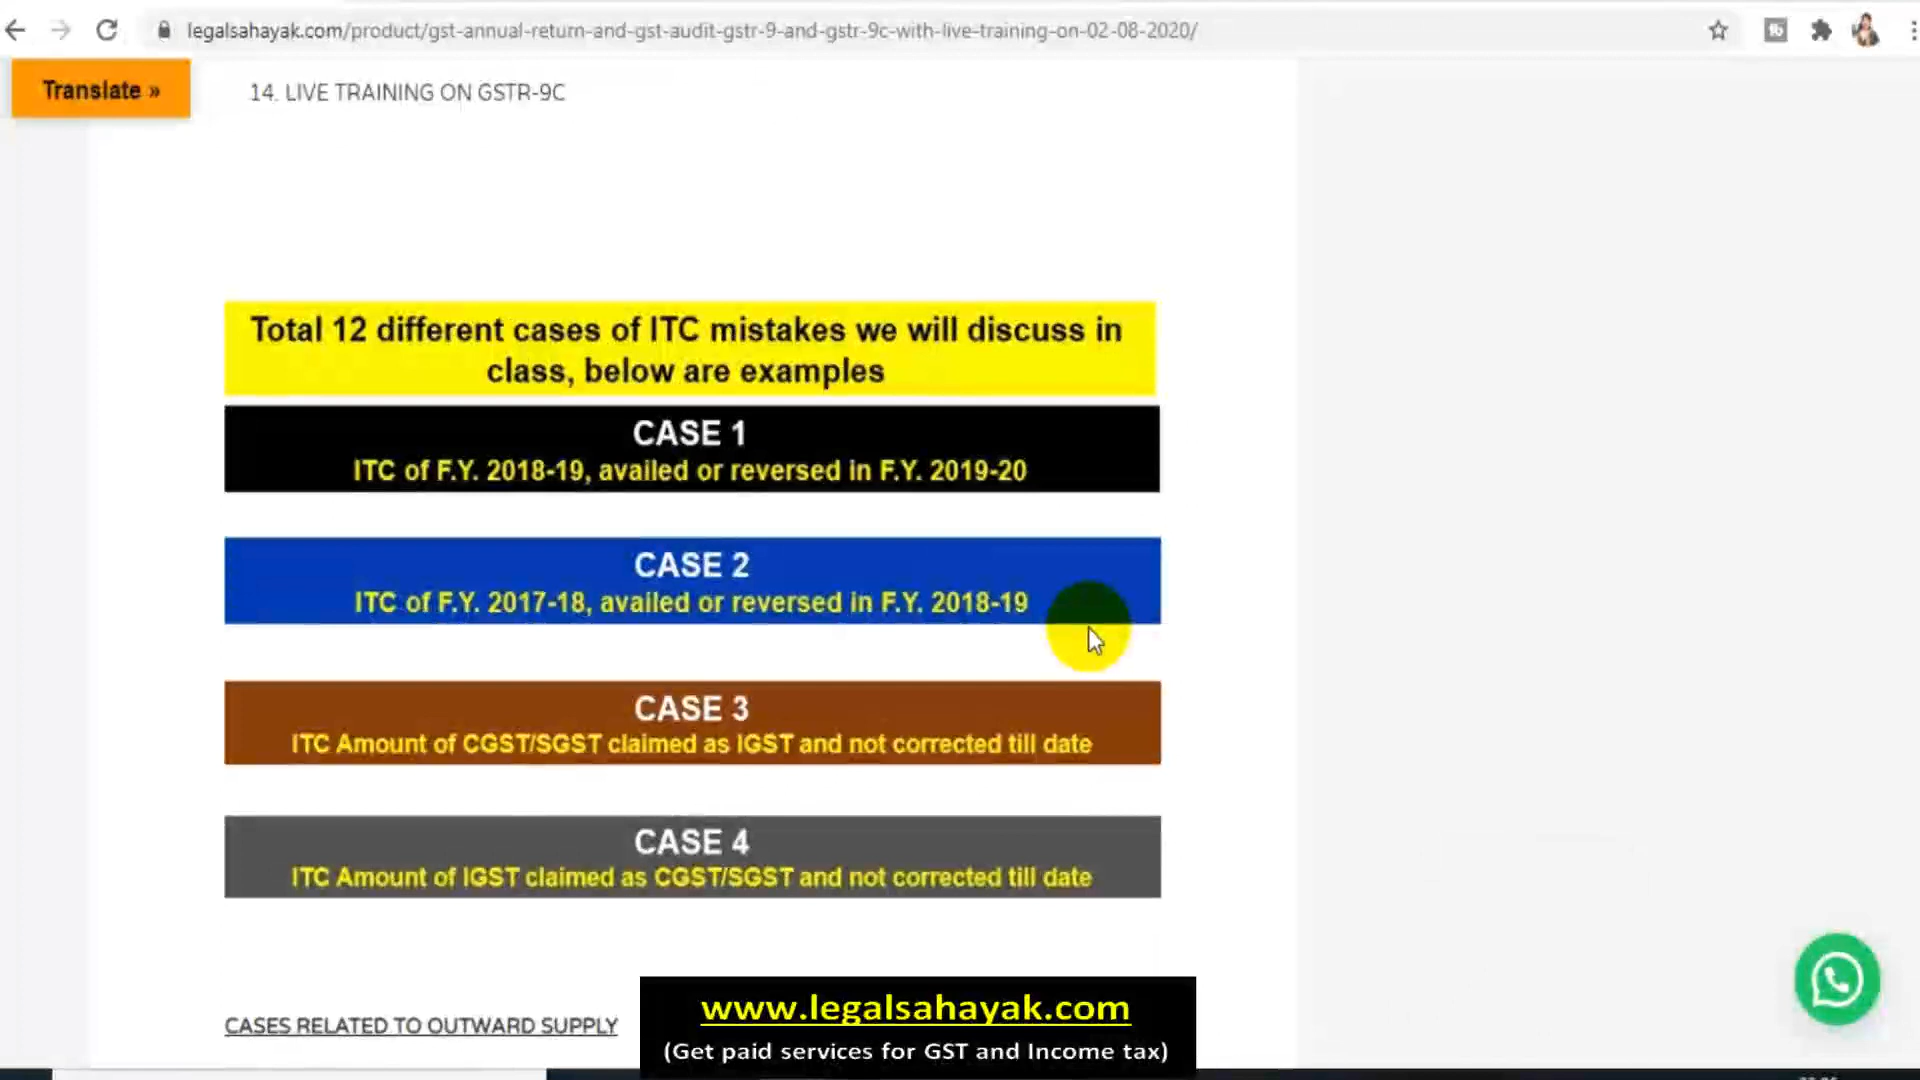 legalsahayak.com/product/gst-annual-return-and-gst-audit-gstr-9-and-gstr-9c-with-live-training-on-02-08-2020/
Translate »
14. LIVE TRAINING ON GSTR-9C
Total 12 different cases of ITC mistakes we will discuss in
class, below are examples
CASE 1
ITC of F.Y. 2018-19, availed or reversed in F.Y. 2019-20
CASE 2
ITC of F.Y. 2017-18, availed or reversed in F.Y. 2018-19
CASE 3
ITC Amount of CGST/SGST claimed as IGST and not corrected till date
CASE 4
ITC Amount of IGST claimed as CGST/SGST and not corrected till date
CASES RELATED TO OUTWARD SUPPLY
www.legalsahayak.com
(Get paid services for GST and Income tax)